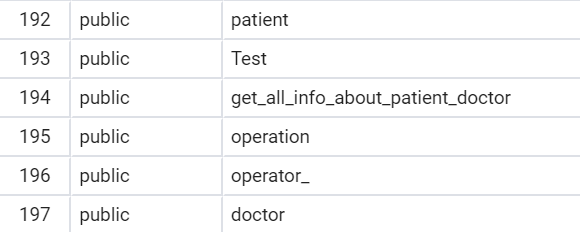 192 public patient
193 public Test
194 public get_all_info_about_patient_doctor
195 public operation
196 public operator_
197 public doctor